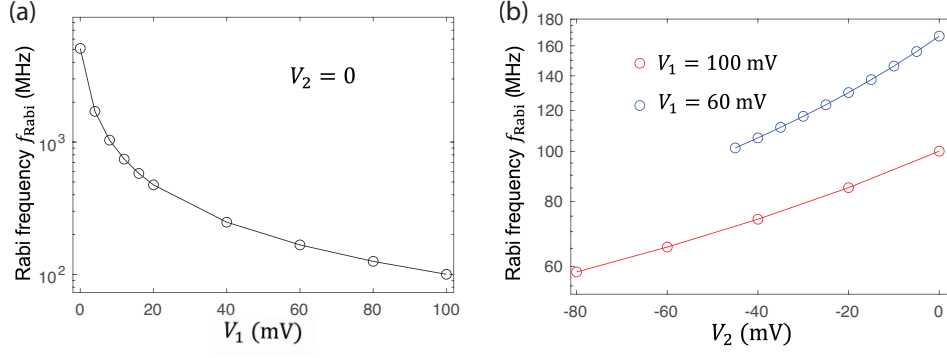 (a)
Rabi frequency f_Rabi (MHz)
10^3
10^2
V_2 = 0
0 20 40 60 80 100
V_1 (mV)
(b)
Rabi frequency f_Rabi (MHz)
180
160
140
120
100
80
60
V_1 = 100 mV
V_1 = 60 mV
-80 -60 -40 -20 0
V_2 (mV)